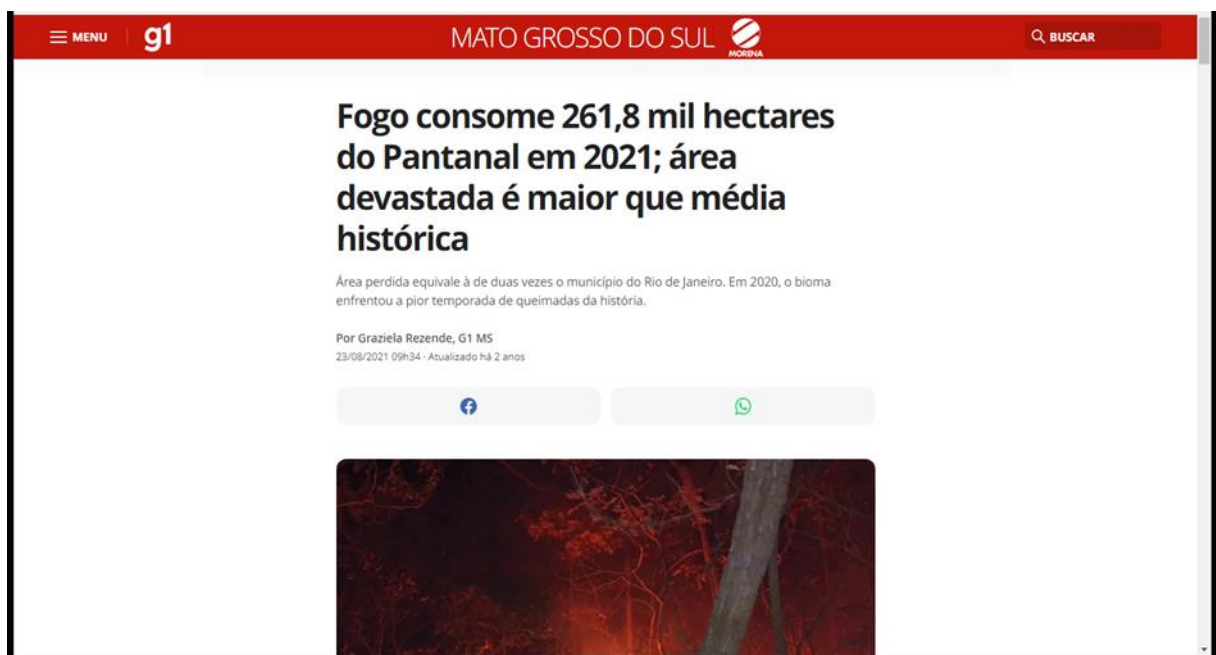 MENU g1 MATO GROSSO DO SUL MORENA BUSCAR
Fogo consome 261,8 mil hectares
do Pantanal em 2021; área
devastada é maior que média
histórica
Área perdida equivale à de duas vezes o município do Rio de Janeiro. Em 2020, o bioma
enfrentou a pior temporada de queimadas da história.
Por Graziela Rezende, G1 MS
23/08/2021 09h34 · Atualizado há 2 anos